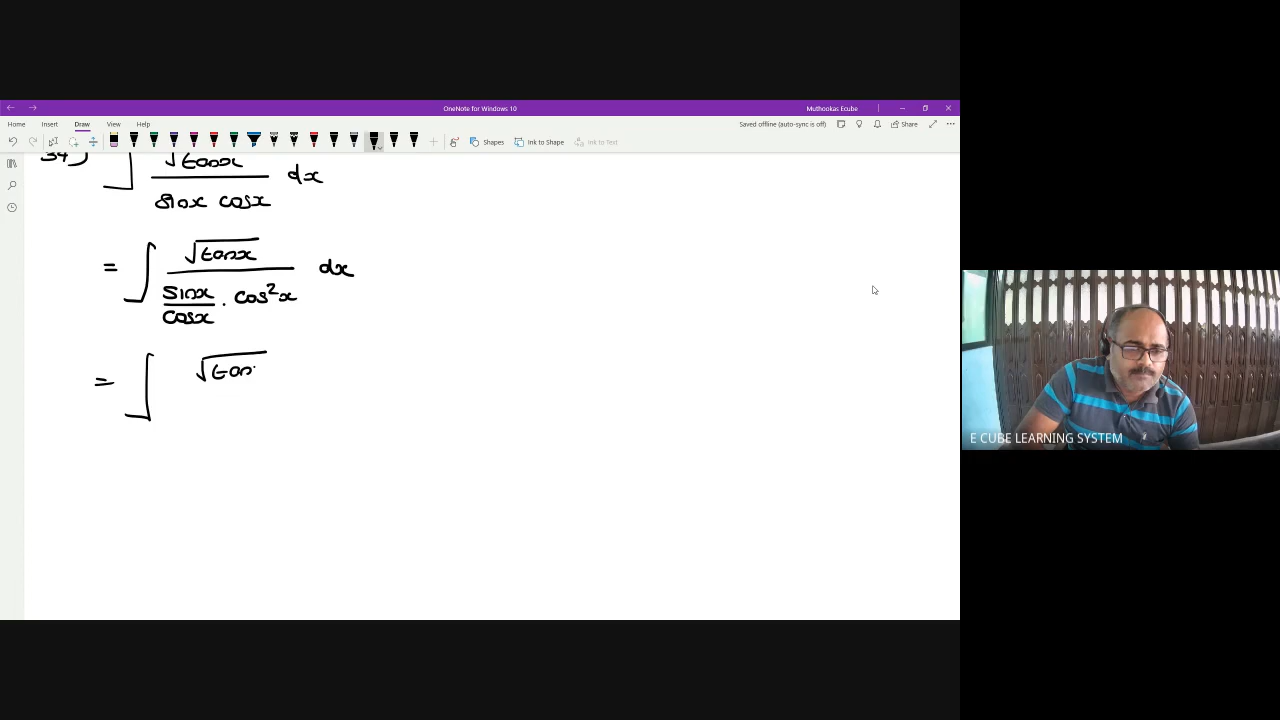 OneNote for Windows 10
Muthookas Ecube
Home Insert Draw View Help
Saved offline (auto-sync is off)
Share
Shapes
Ink to Shape
Ink to Text
34) ∫ √tanx / sinx cosx dx
= ∫ √tanx / (sinx/cosx · cos²x) dx
= ∫ √tan
E CUBE LEARNING SYSTEM